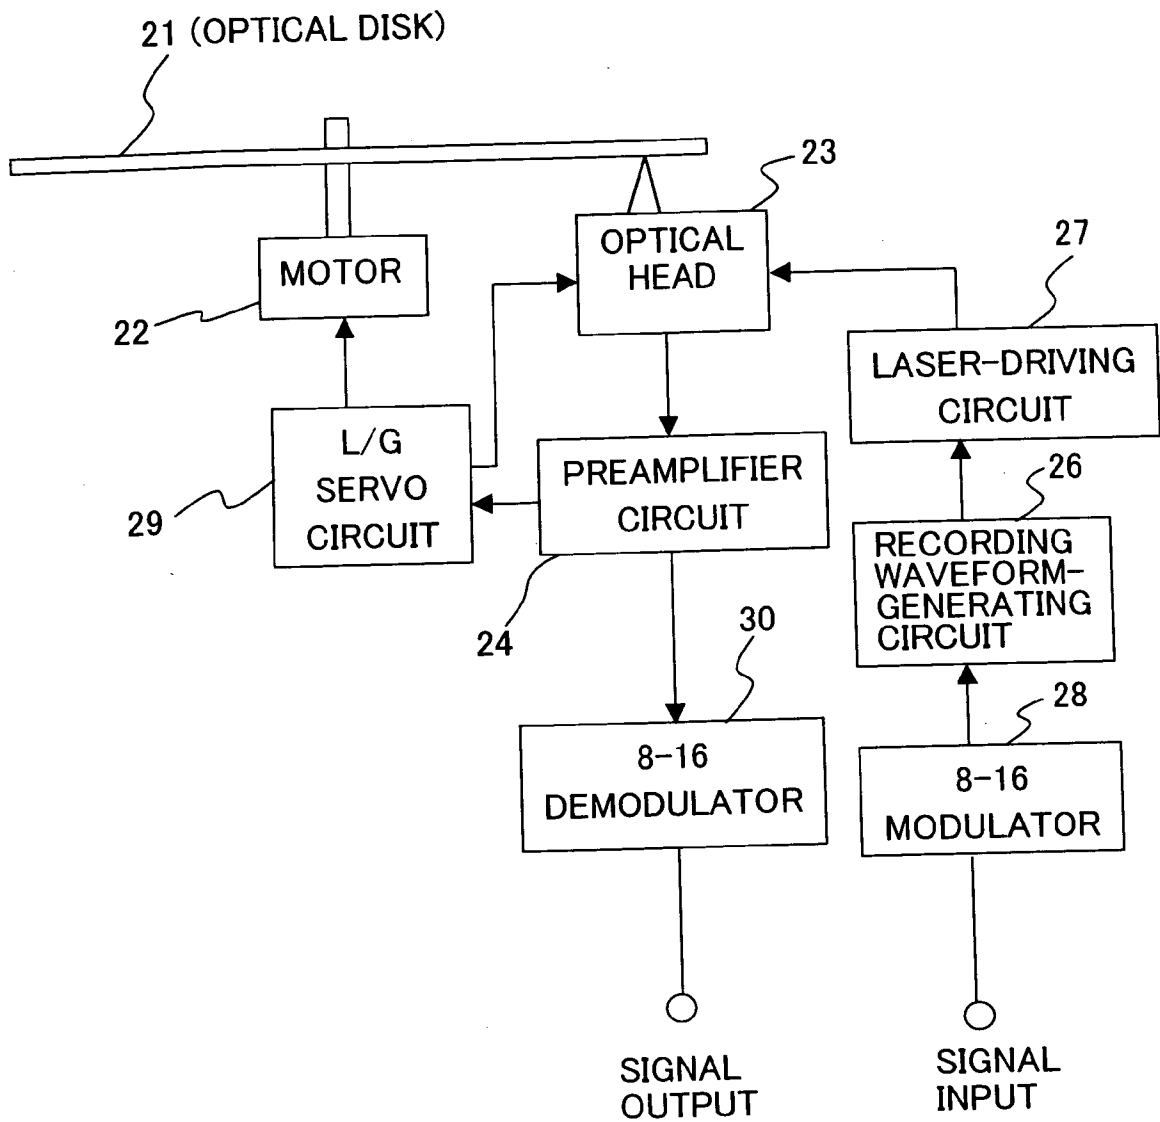 21 (OPTICAL DISK)
23
OPTICAL
HEAD
27
MOTOR
22
LASER-DRIVING
CIRCUIT
L/G
SERVO
CIRCUIT
29
PREAMPLIFIER
CIRCUIT
24
26
RECORDING
WAVEFORM-
GENERATING
CIRCUIT
30
28
8-16
DEMODULATOR
8-16
MODULATOR
SIGNAL
OUTPUT
SIGNAL
INPUT